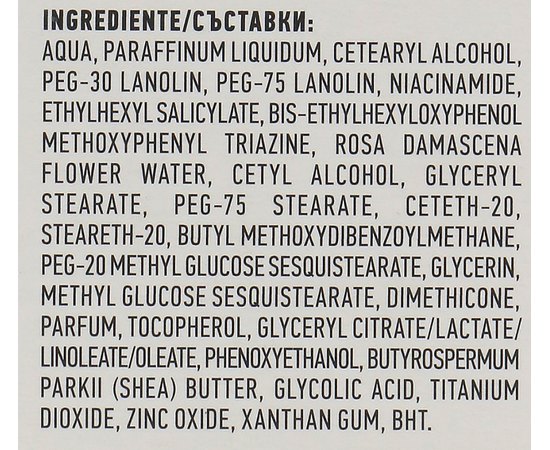 INGREDIENTE/СЪСТАВКИ:
AQUA, PARAFFINUM LIQUIDUM, CETEARYL ALCOHOL,
PEG-30 LANOLIN, PEG-75 LANOLIN, NIACINAMIDE,
ETHYLHEXYL SALICYLATE, BIS-ETHYLHEXYLOXYPHENOL
METHOXYPHENYL TRIAZINE, ROSA DAMASCENA
FLOWER WATER, CETYL ALCOHOL, GLYCERYL
STEARATE, PEG-75 STEARATE, CETETH-20,
STEARETH-20, BUTYL METHOXYDIBENZOYLMETHANE,
PEG-20 METHYL GLUCOSE SESQUISTEARATE, GLYCERIN,
METHYL GLUCOSE SESQUISTEARATE, DIMETHICONE,
PARFUM, TOCOPHEROL, GLYCERYL CITRATE/LACTATE/
LINOLEATE/OLEATE, PHENOXYETHANOL, BUTYROSPERMUM
PARKII (SHEA) BUTTER, GLYCOLIC ACID, TITANIUM
DIOXIDE, ZINC OXIDE, XANTHAN GUM, BHT.